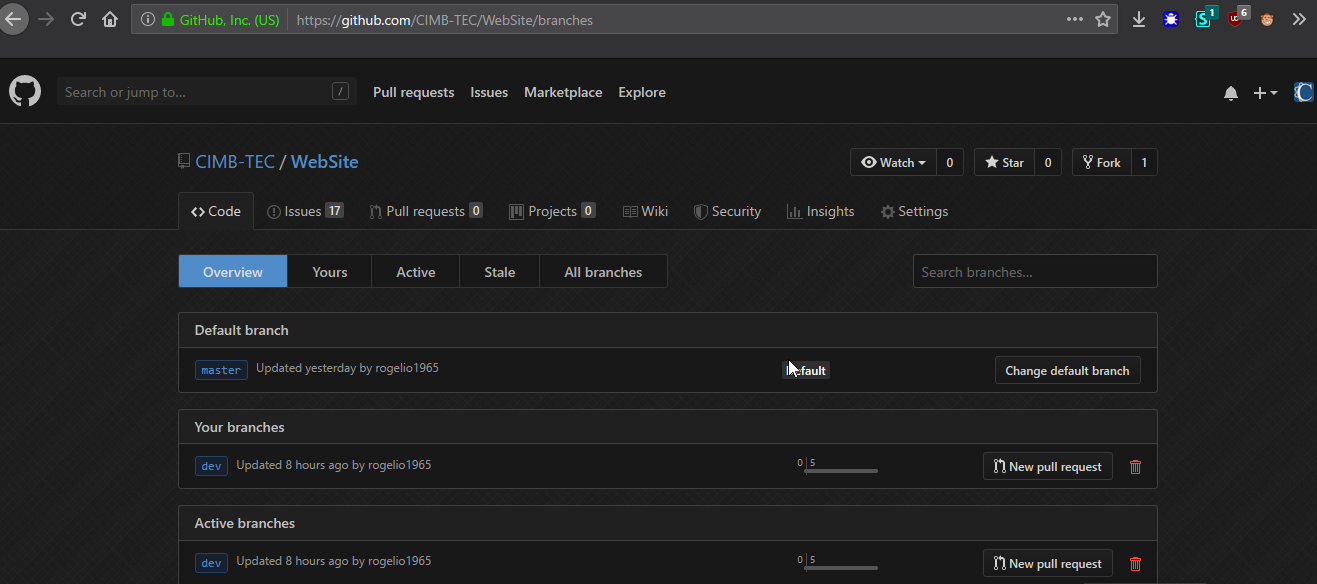 GitHub, Inc. (US) https://github.com/CIMB-TEC/WebSite/branches
1 6
Search or jump to... / Pull requests Issues Marketplace Explore
CIMB-TEC / WebSite Watch 0 Star 0 Fork 1
Code Issues 17 Pull requests 0 Projects 0 Wiki Security Insights Settings
Overview Yours Active Stale All branches Search branches...
Default branch
master Updated yesterday by rogelio1965 Change default branch
Your branches
dev Updated 8 hours ago by rogelio1965 0 5 New pull request
Active branches
dev Updated 8 hours ago by rogelio1965 0 5 New pull request